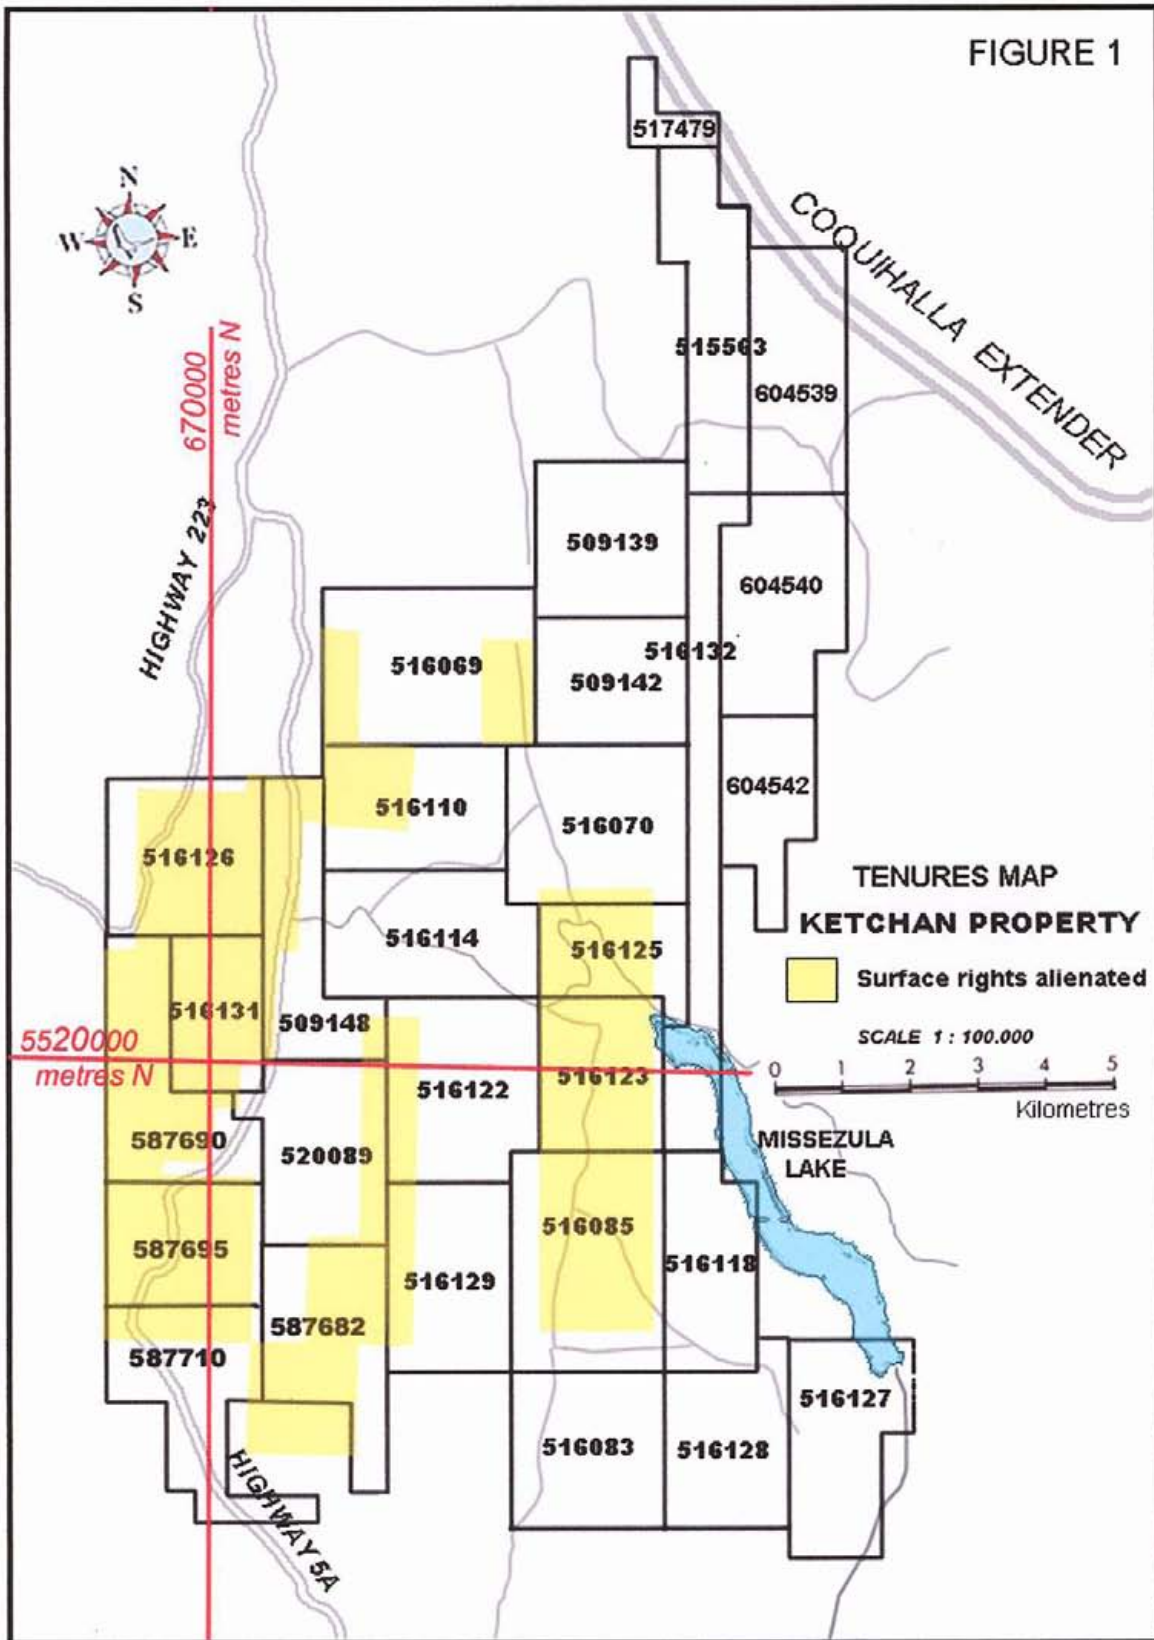 FIGURE 1
517479
N
W
E
S
COQUIHALLA EXTENDER
670000
metres N
515563
604539
HIGHWAY 223
509139
604540
516069
516132
509142
604542
516110
516070
516126
TENURES MAP
KETCHAN PROPERTY
516114
516125
Surface rights alienated
516131
509148
5520000
metres N
SCALE 1 : 100.000
0 1 2 3 4 5
Kilometres
516122
516123
587690
520089
MISSEZULA
LAKE
587695
516085
516129
516118
587682
587710
516127
516083
516128
HIGHWAY 5A